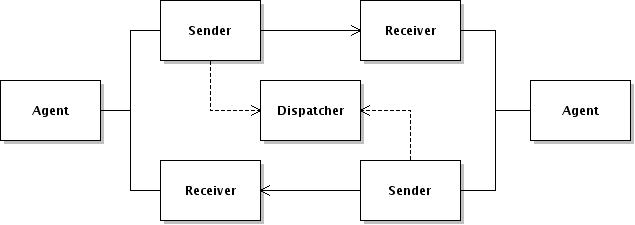 Sender
Receiver
Agent
Dispatcher
Agent
Receiver
Sender